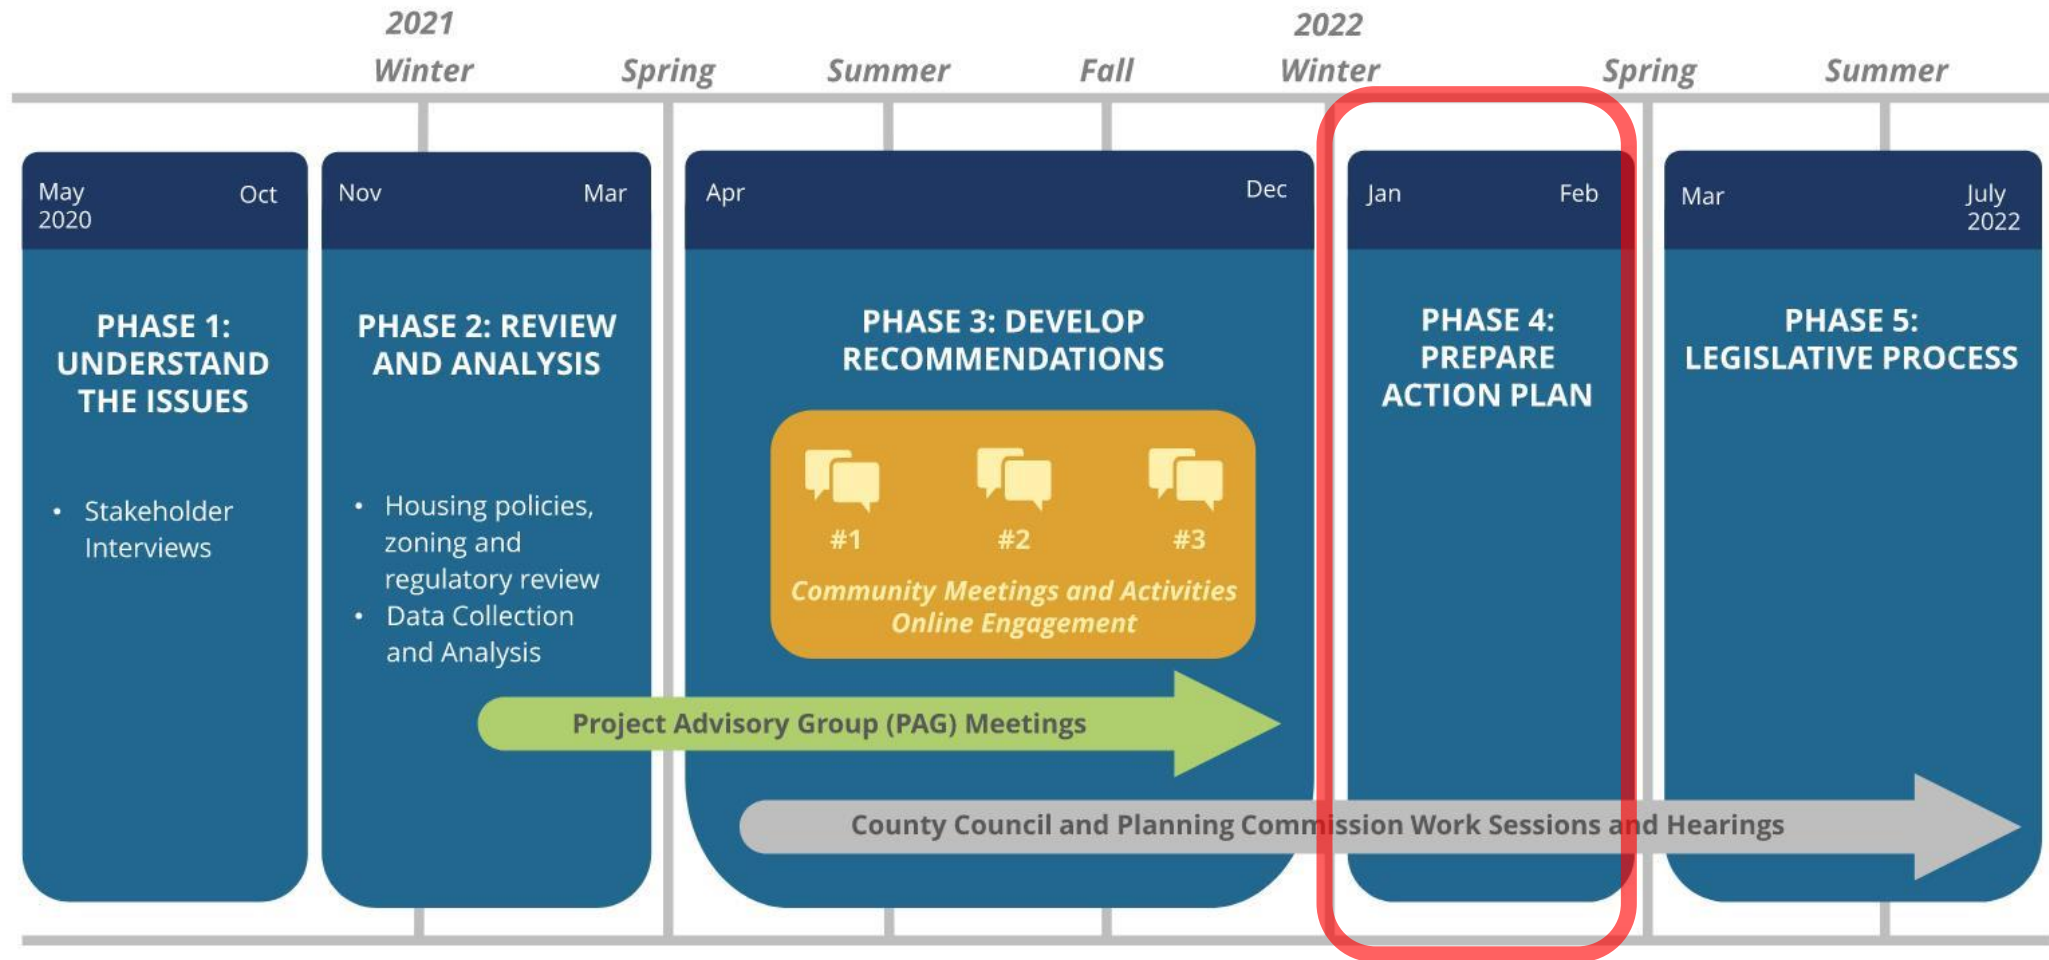 2021
Winter
Spring
Summer
Fall
2022
Winter
Spring
Summer
May
2020
Oct
PHASE 1:
UNDERSTAND
THE ISSUES
• Stakeholder
Interviews
Nov
Mar
PHASE 2: REVIEW
AND ANALYSIS
• Housing policies,
zoning and
regulatory review
• Data Collection
and Analysis
Apr
Dec
PHASE 3: DEVELOP
RECOMMENDATIONS
#1
#2
#3
Community Meetings and Activities
Online Engagement
Jan
Feb
PHASE 4:
PREPARE
ACTION PLAN
Mar
July
2022
PHASE 5:
LEGISLATIVE PROCESS
Project Advisory Group (PAG) Meetings
County Council and Planning Commission Work Sessions and Hearings